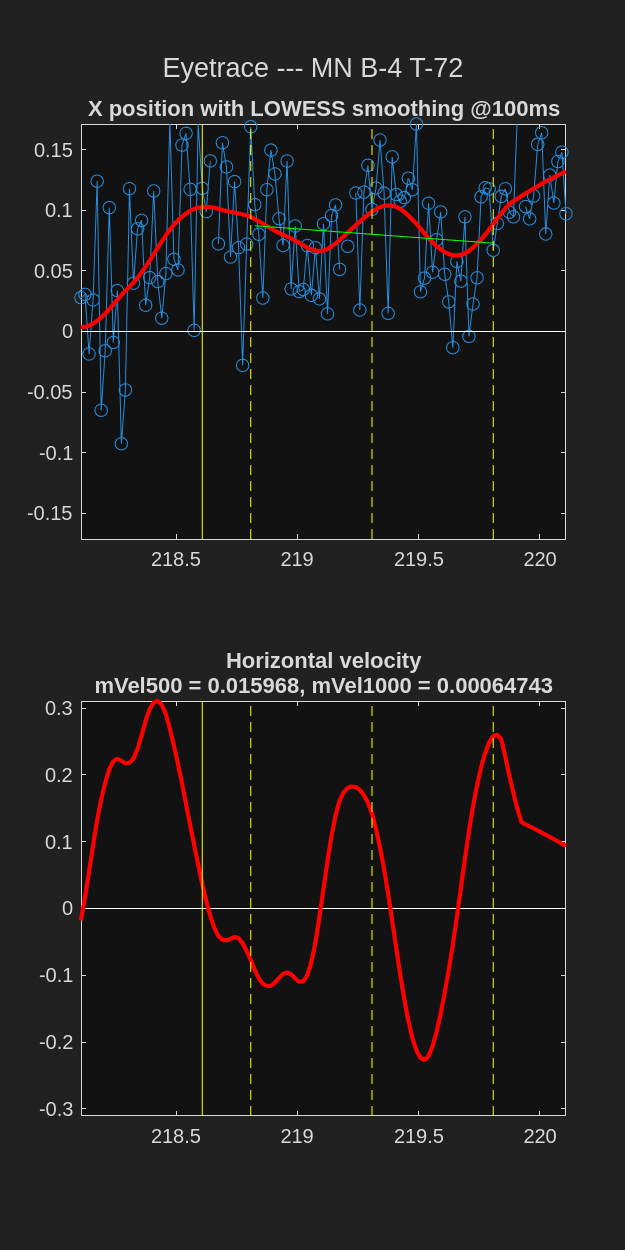 Eyetrace --- MN B-4 T-72
X position with LOWESS smoothing @100ms
0.15
0.1
0.05
0
-0.05
-0.1
-0.15
218.5 219 219.5 220
Horizontal velocity
mVel500 = 0.015968, mVel1000 = 0.00064743
0.3
0.2
0.1
0
-0.1
-0.2
-0.3
218.5 219 219.5 220